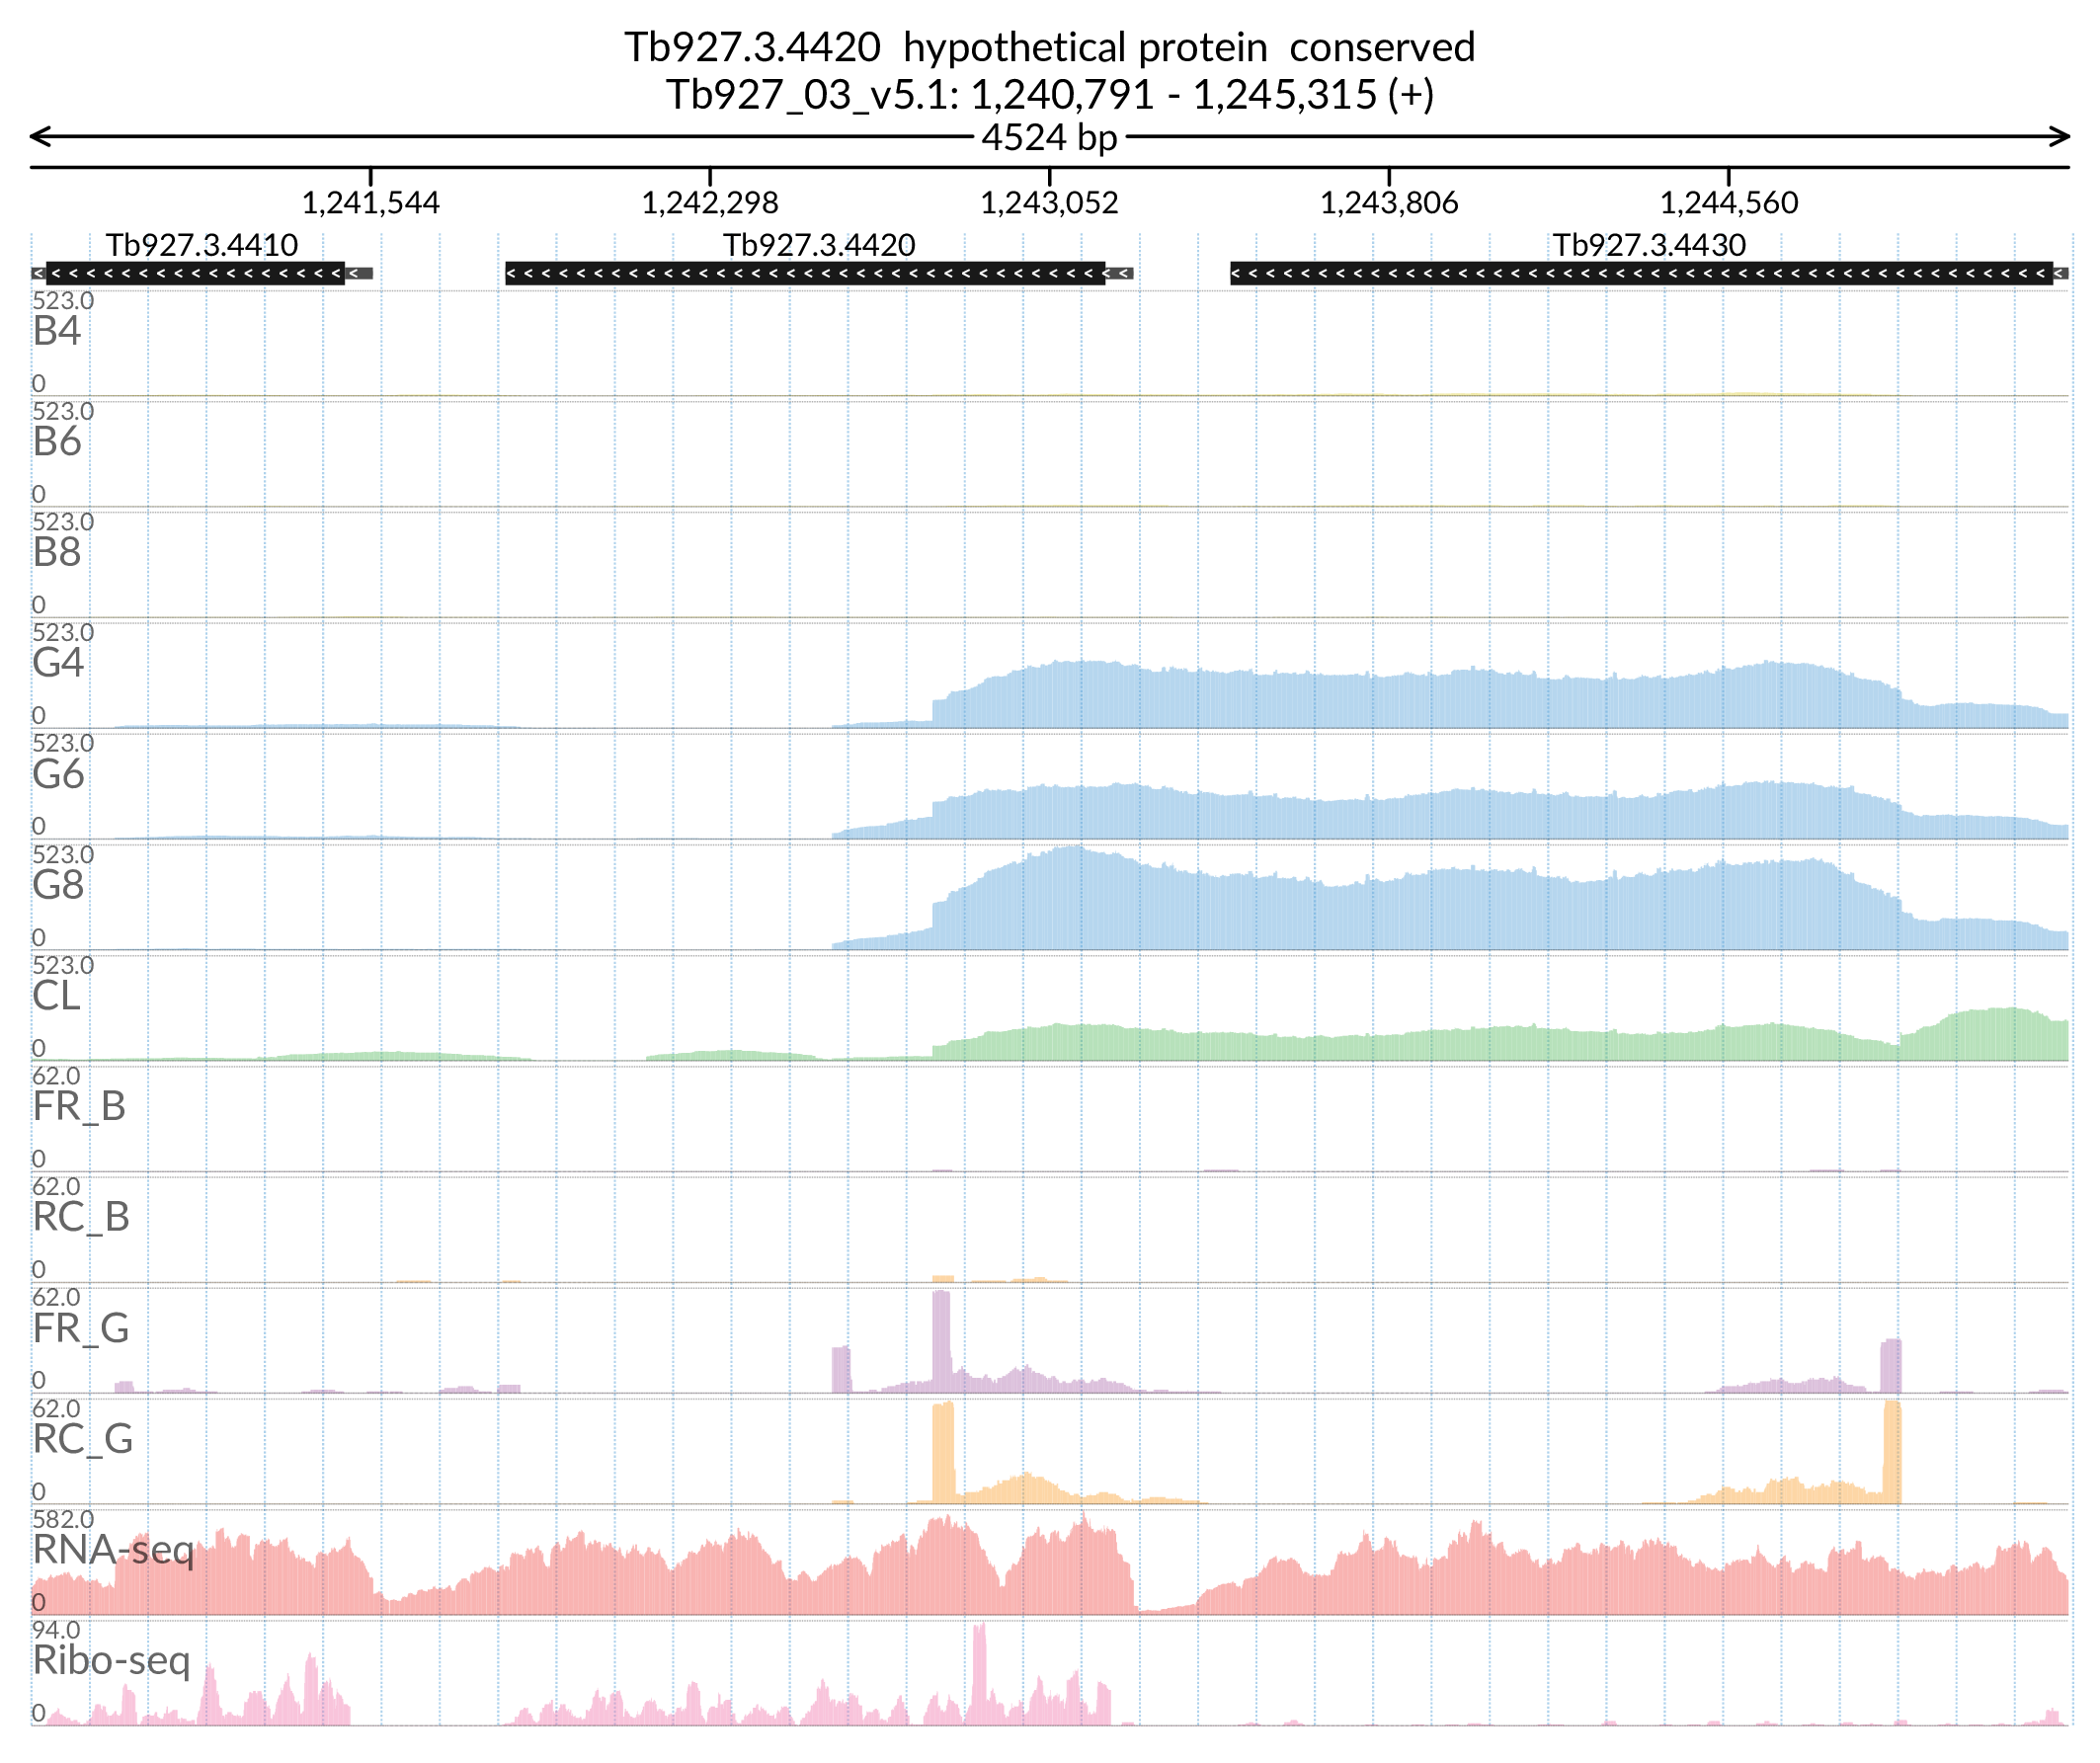 Tb927.3.4420 hypothetical protein conserved
Tb927_03_v5.1: 1,240,791 - 1,245,315 (+)
4524 bp
1,241,544 1,242,298 1,243,052 1,243,806 1,244,560
Tb927.3.4410 Tb927.3.4420 Tb927.3.4430
523.0
B4
0
523.0
B6
0
523.0
B8
0
523.0
G4
0
523.0
G6
0
523.0
G8
0
523.0
CL
0
62.0
FR_B
0
62.0
RC_B
0
62.0
FR_G
0
62.0
RC_G
0
582.0
RNA-seq
0
94.0
Ribo-seq
0